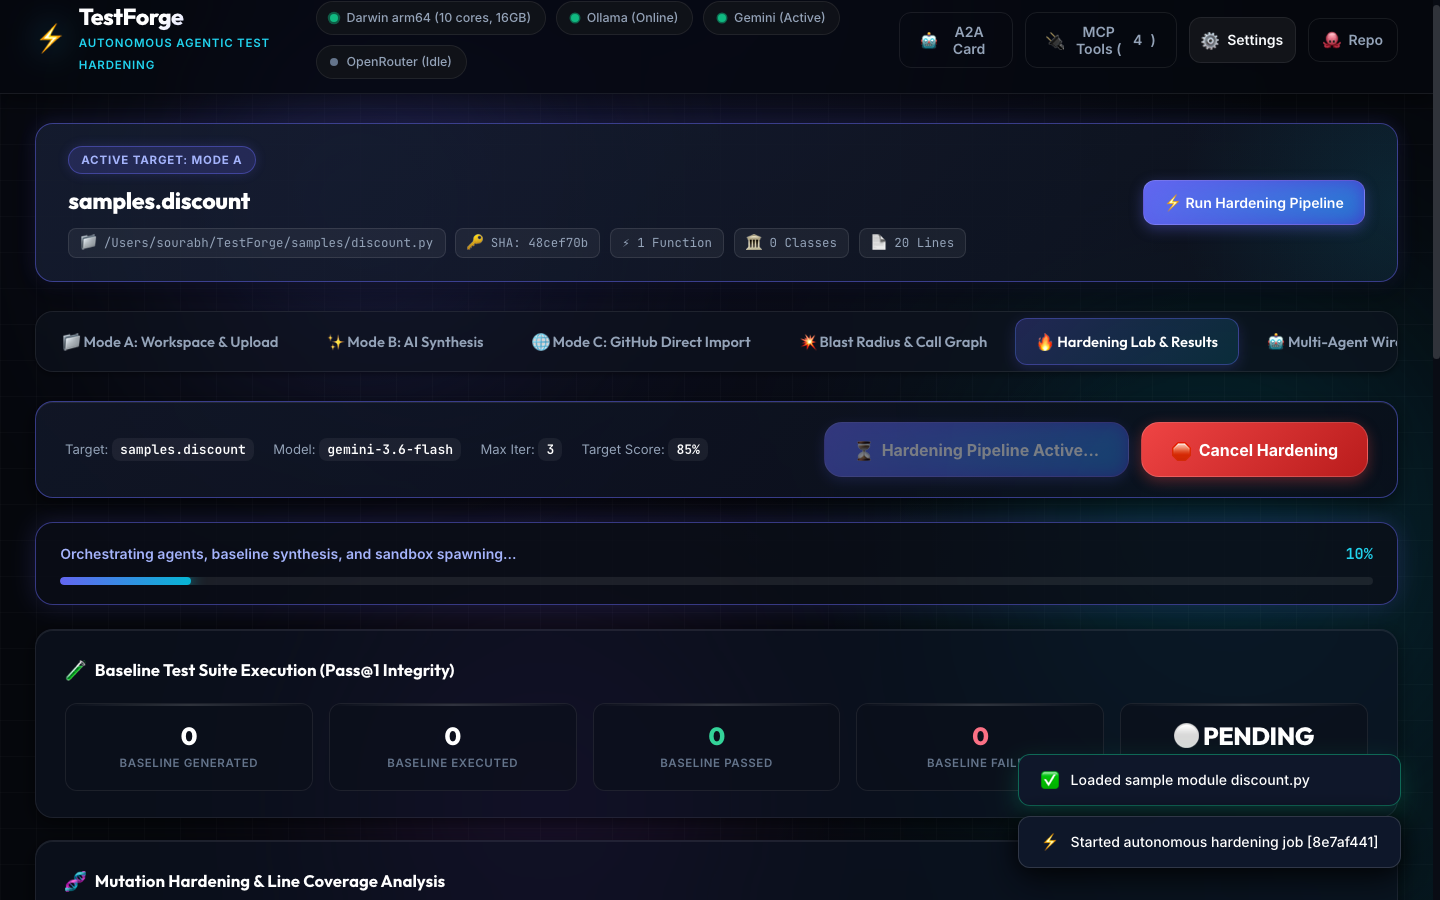 TestForge
AUTONOMOUS AGENTIC TEST
HARDENING
Darwin arm64 (10 cores, 16GB)
Ollama (Online)
Gemini (Active)
OpenRouter (Idle)
A2A
Card
MCP
Tools ( 4 )
Settings
Repo
ACTIVE TARGET: MODE A
samples.discount
/Users/sourabh/TestForge/samples/discount.py
SHA: 48cef70b
⚡ 1 Function
0 Classes
20 Lines
Run Hardening Pipeline
Mode A: Workspace & Upload
Mode B: AI Synthesis
Mode C: GitHub Direct Import
Blast Radius & Call Graph
Hardening Lab & Results
Multi-Agent Wir
Target: samples.discount
Model: gemini-3.6-flash
Max Iter: 3
Target Score: 85%
Hardening Pipeline Active...
Cancel Hardening
Orchestrating agents, baseline synthesis, and sandbox spawning...
10%
Baseline Test Suite Execution (Pass@1 Integrity)
0
BASELINE GENERATED
0
BASELINE EXECUTED
0
BASELINE PASSED
0
BASELINE FAIL
PENDING
Loaded sample module discount.py
Started autonomous hardening job [8e7af441]
Mutation Hardening & Line Coverage Analysis